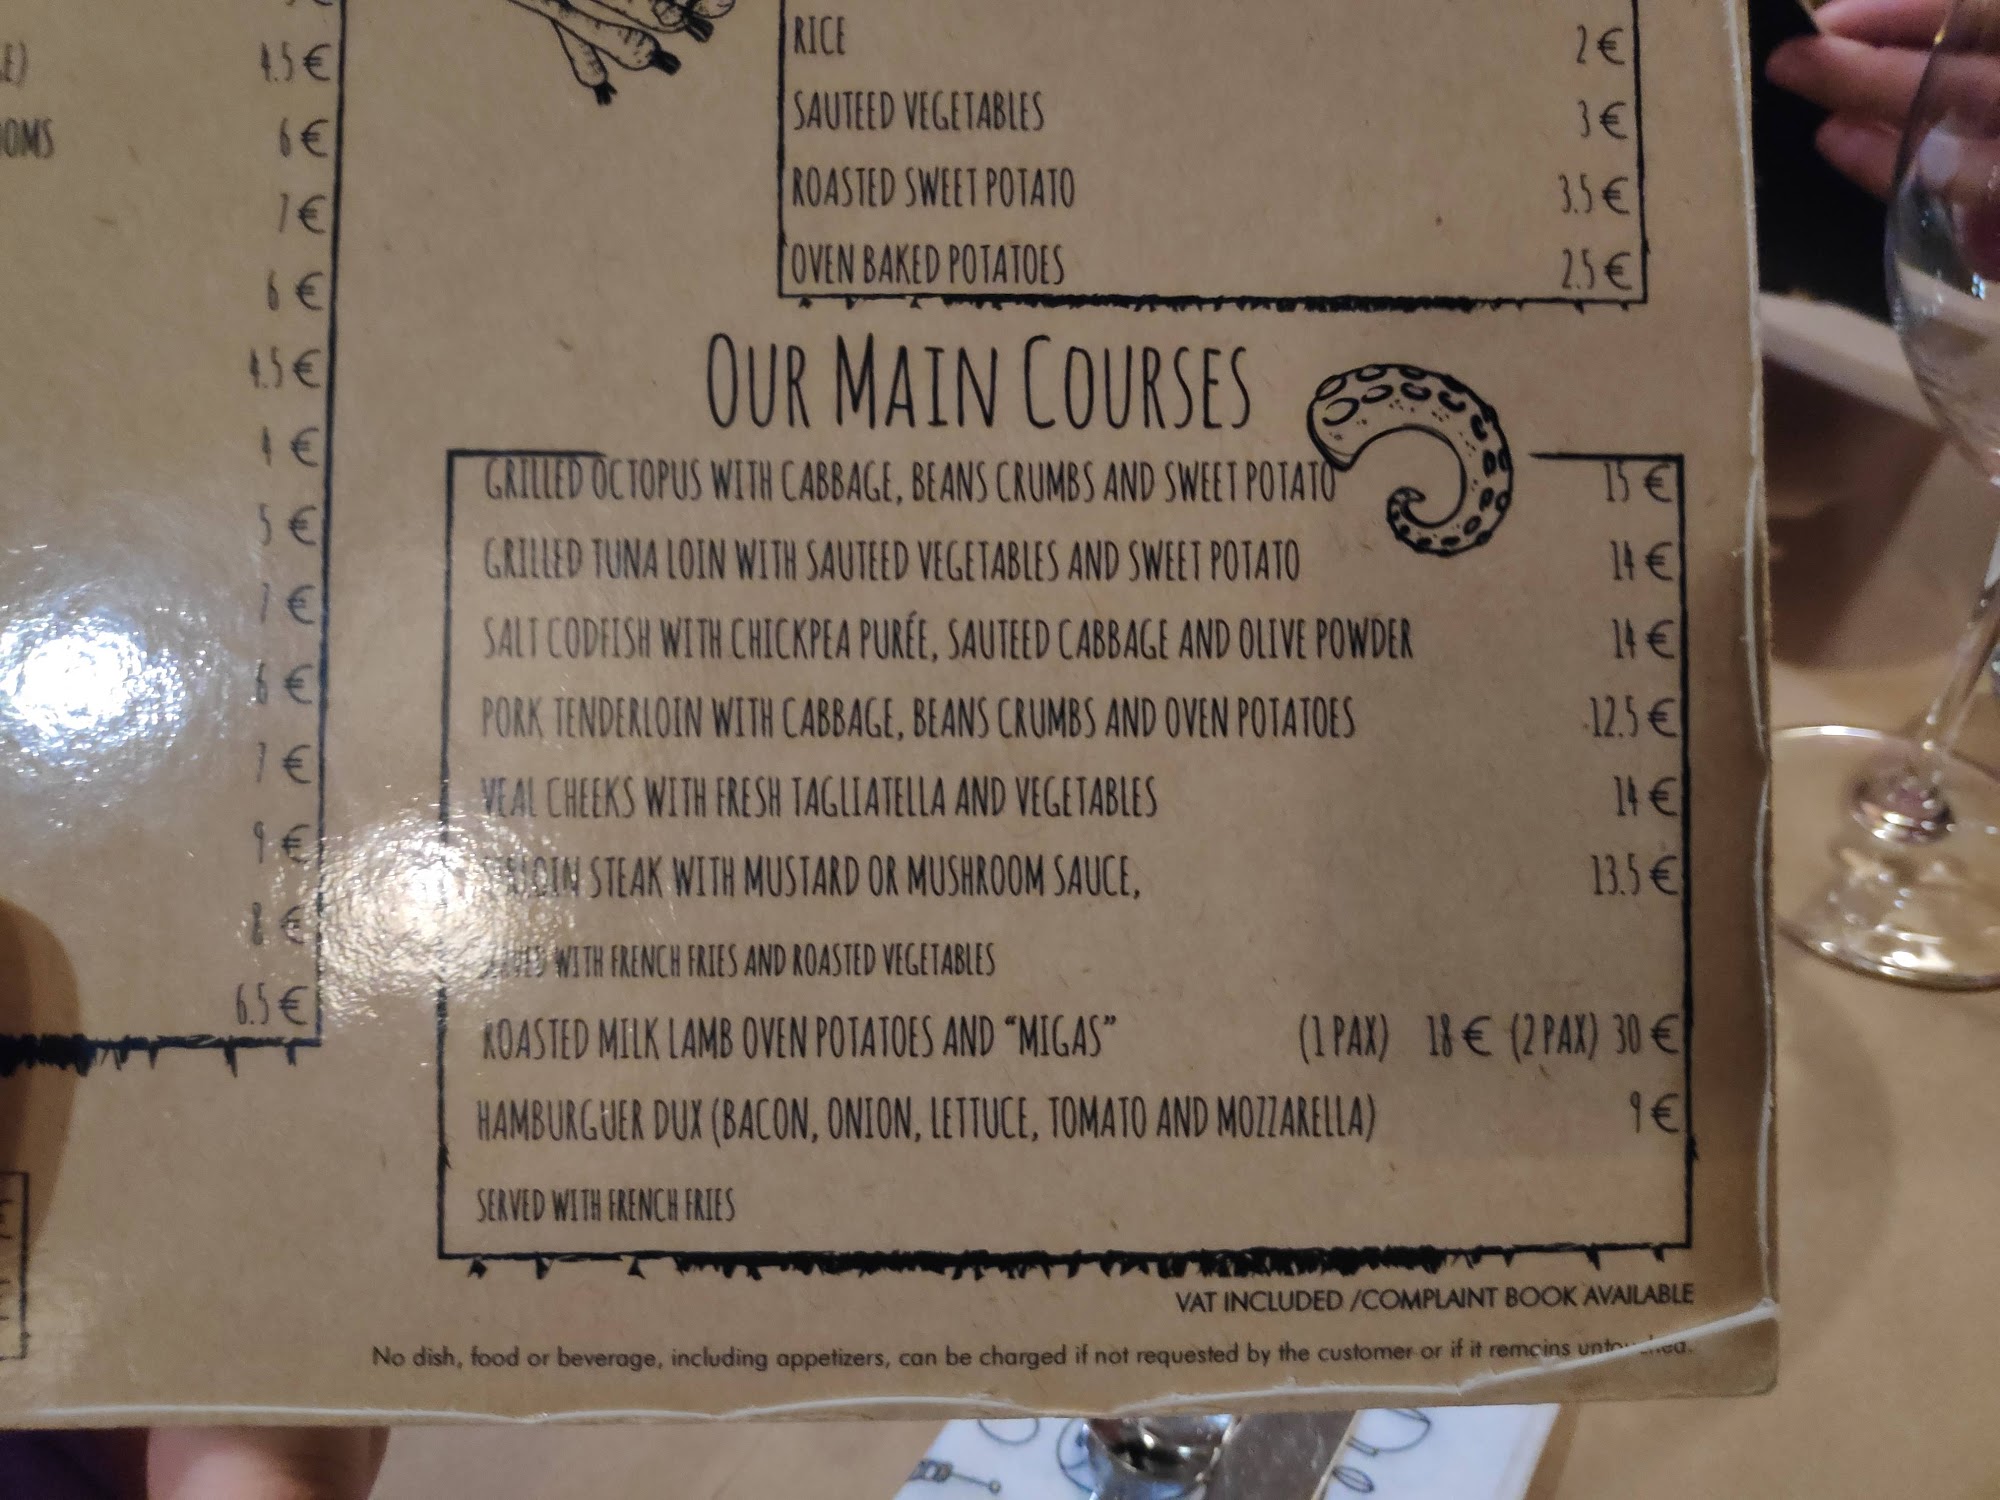 4.5 €
6 €
7 €
6 €
4.5 €
4 €
5 €
7 €
6 €
7 €
9 €
8 €
6.5 €
RICE 2 €
SAUTEED VEGETABLES 3 €
ROASTED SWEET POTATO 3.5 €
OVEN BAKED POTATOES 2.5 €
OUR MAIN COURSES
GRILLED OCTOPUS WITH CABBAGE, BEANS CRUMBS AND SWEET POTATO 15 €
GRILLED TUNA LOIN WITH SAUTEED VEGETABLES AND SWEET POTATO 14 €
SALT CODFISH WITH CHICKPEA PURÉE, SAUTEED CABBAGE AND OLIVE POWDER 14 €
PORK TENDERLOIN WITH CABBAGE, BEANS CRUMBS AND OVEN POTATOES 12.5 €
VEAL CHEEKS WITH FRESH TAGLIATELLA AND VEGETABLES 14 €
STEAK WITH MUSTARD OR MUSHROOM SAUCE, 13.5 €
SERVED WITH FRENCH FRIES AND ROASTED VEGETABLES
ROASTED MILK LAMB OVEN POTATOES AND “MIGAS” (1 PAX) 18 € (2 PAX) 30 €
HAMBURGUER DUX (BACON, ONION, LETTUCE, TOMATO AND MOZZARELLA) 9 €
SERVED WITH FRENCH FRIES
VAT INCLUDED /COMPLAINT BOOK AVAILABLE
No dish, food or beverage, including appetizers, can be charged if not requested by the customer or if it remains untouched.